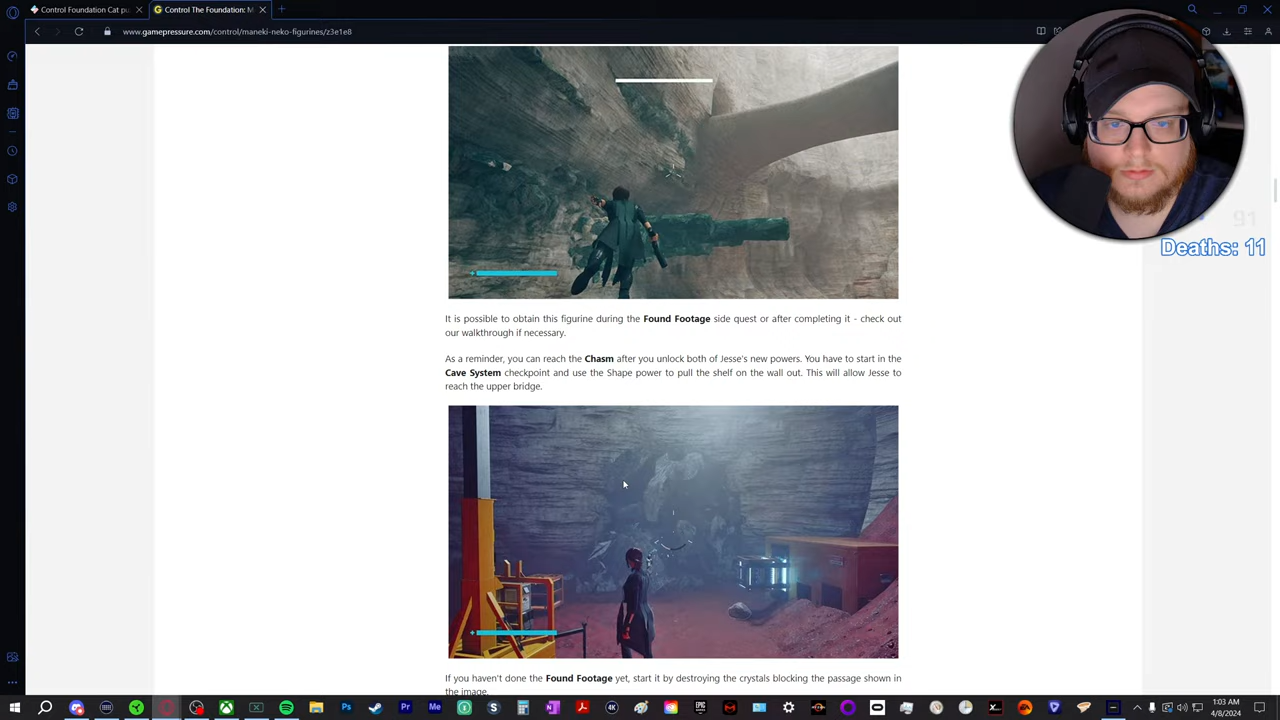 Control Foundation Cat pu
Control The Foundation: M
www.gamepressure.com/control/maneki-neko-figurines/z3e1e8
91
Deaths: 11
It is possible to obtain this figurine during the Found Footage side quest or after completing it - check out
our walkthrough if necessary.
As a reminder, you can reach the Chasm after you unlock both of Jesse's new powers. You have to start in the
Cave System checkpoint and use the Shape power to pull the shelf on the wall out. This will allow Jesse to
reach the upper bridge.
If you haven't done the Found Footage yet, start it by destroying the crystals blocking the passage shown in
the image.
1:03 AM
4/8/2024